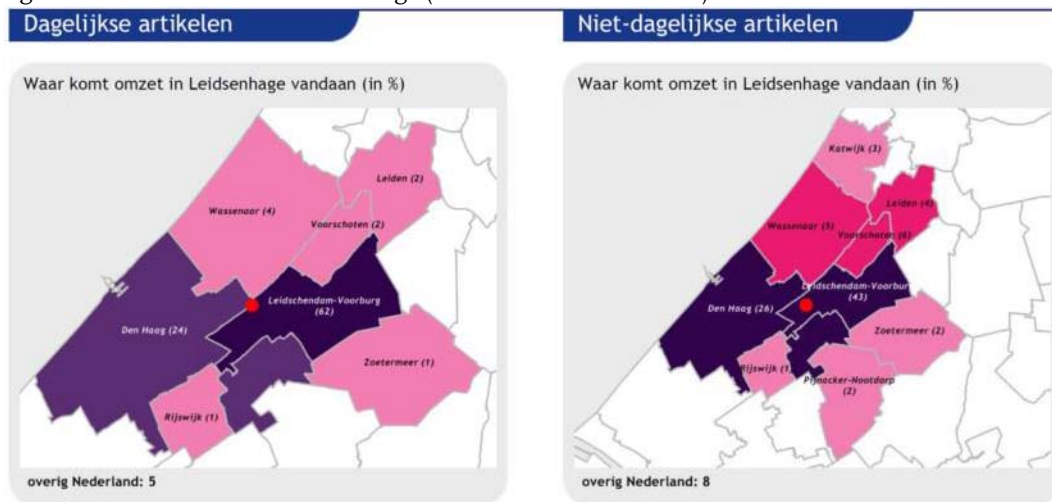 Dagelijkse artikelen
Waar komt omzet in Leidsenhage vandaan (in %)
Leiden (2)
Wassenaar (4)
Voorschoten (2)
Leidschendam-Voorburg
(62)
Den Haag (24)
Zoetermeer (1)
Rijswijk (1)
overig Nederland: 5
Niet-dagelijkse artikelen
Waar komt omzet in Leidsenhage vandaan (in %)
Katwijk (3)
Leiden (4)
Wassenaar (5)
Voorschoten (6)
Leidschendam-Voorbur
(43)
Den Haag (26)
Zoetermeer (2)
Rijswijk (1
Pijnacker-Nootdorp
(2)
overig Nederland: 8